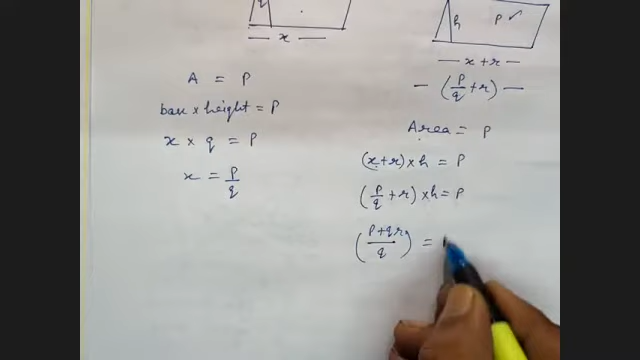 q
x
h
P ✓
x + r
(P/q + r)
A = P
base × height = P
x × q = P
x = P/q
Area = P
(x + r) × h = P
(P/q + r) × h = P
(P + qr / q) =